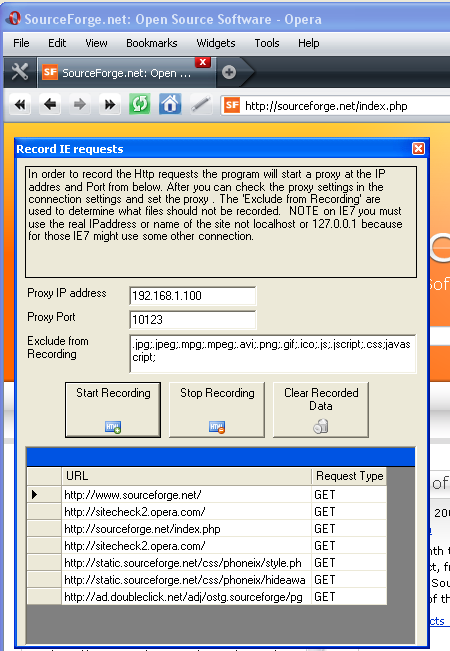 SourceForge.net: Open Source Software - Opera
File Edit View Bookmarks Widgets Tools Help
SF SourceForge.net: Open ...
SF http://sourceforge.net/index.php
Record IE requests
In order to record the Http requests the program will start a proxy at the IP
addres and Port from below. After you can check the proxy settings in the
connection settings and set the proxy . The 'Exclude from Recording' are
used to determine what files should not be recorded. NOTE on IE7 you must
use the real IPaddress or name of the site not localhost or 127.0.0.1 because
for those IE7 might use some other connection.
Proxy IP address 192.168.1.100
Proxy Port 10123
Exclude from .jpg;.jpeg;.mpg;.mpeg;.avi;.png;.gif;.ico;.js;.jscript;.css;javas
Recording cript;
Start Recording Stop Recording Clear Recorded
Data
URL Request Type
http://www.sourceforge.net/ GET
http://sitecheck2.opera.com/ GET
http://sourceforge.net/index.php GET
http://sitecheck2.opera.com/ GET
http://static.sourceforge.net/css/phoneix/style.ph GET
http://static.sourceforge.net/css/phoneix/hideawa GET
http://ad.doubleclick.net/adj/ostg.sourceforge/pg GET